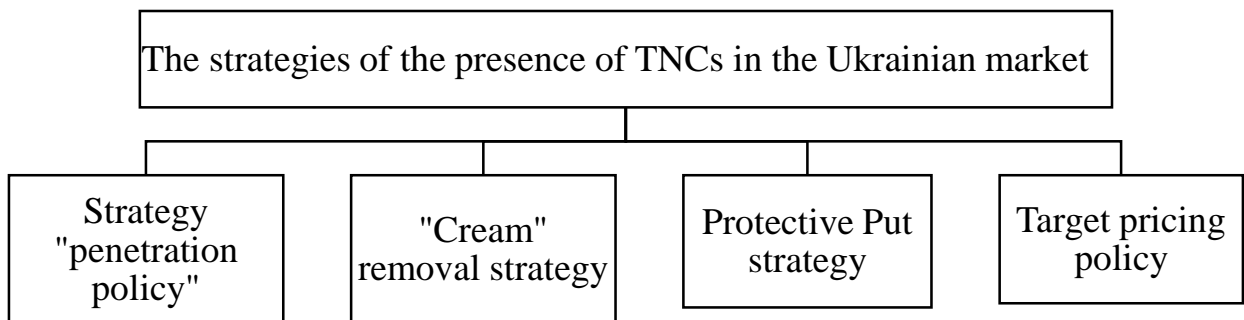 The strategies of the presence of TNCs in the Ukrainian market
Strategy
"penetration
policy"
"Cream"
removal strategy
Protective Put
strategy
Target pricing
policy